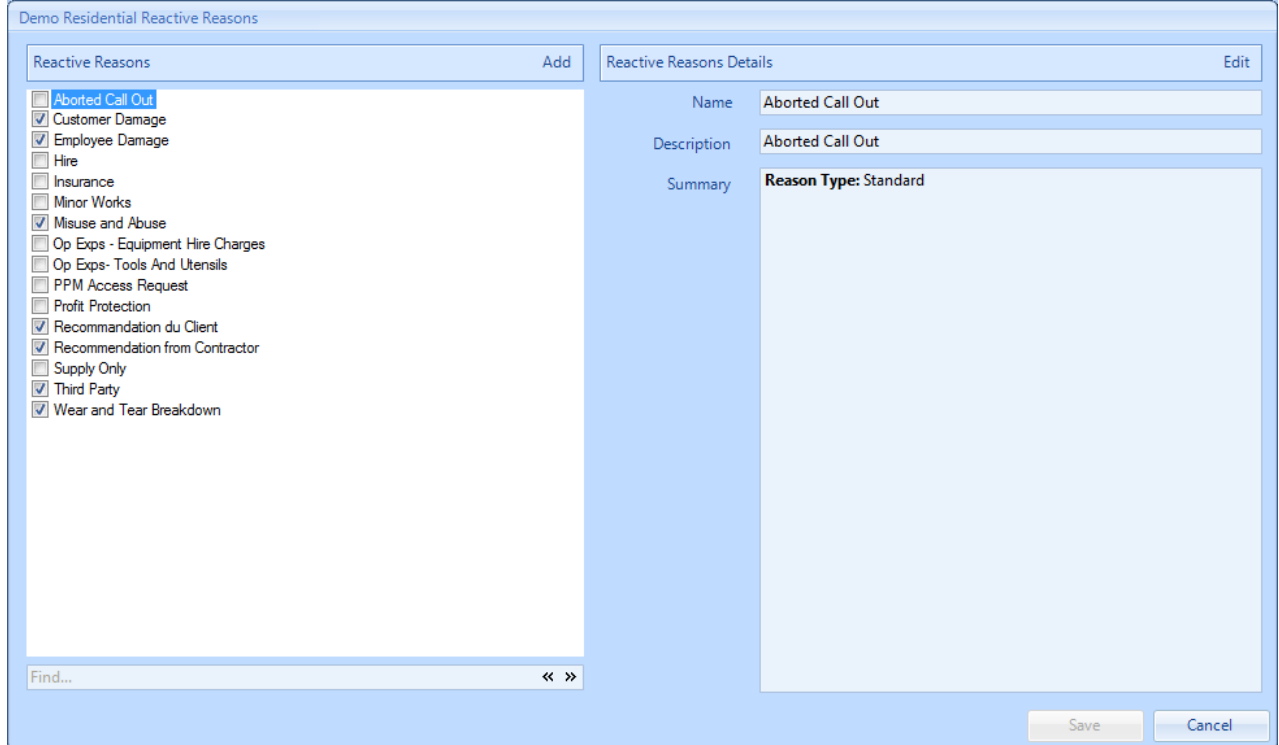 Demo Residential Reactive Reasons
Reactive Reasons Add
Aborted Call Out
Customer Damage
Employee Damage
Hire
Insurance
Minor Works
Misuse and Abuse
Op Exps - Equipment Hire Charges
Op Exps- Tools And Utensils
PPM Access Request
Profit Protection
Recommandation du Client
Recommendation from Contractor
Supply Only
Third Party
Wear and Tear Breakdown
Find... « »
Reactive Reasons Details Edit
Name Aborted Call Out
Description Aborted Call Out
Summary Reason Type: Standard
Save Cancel